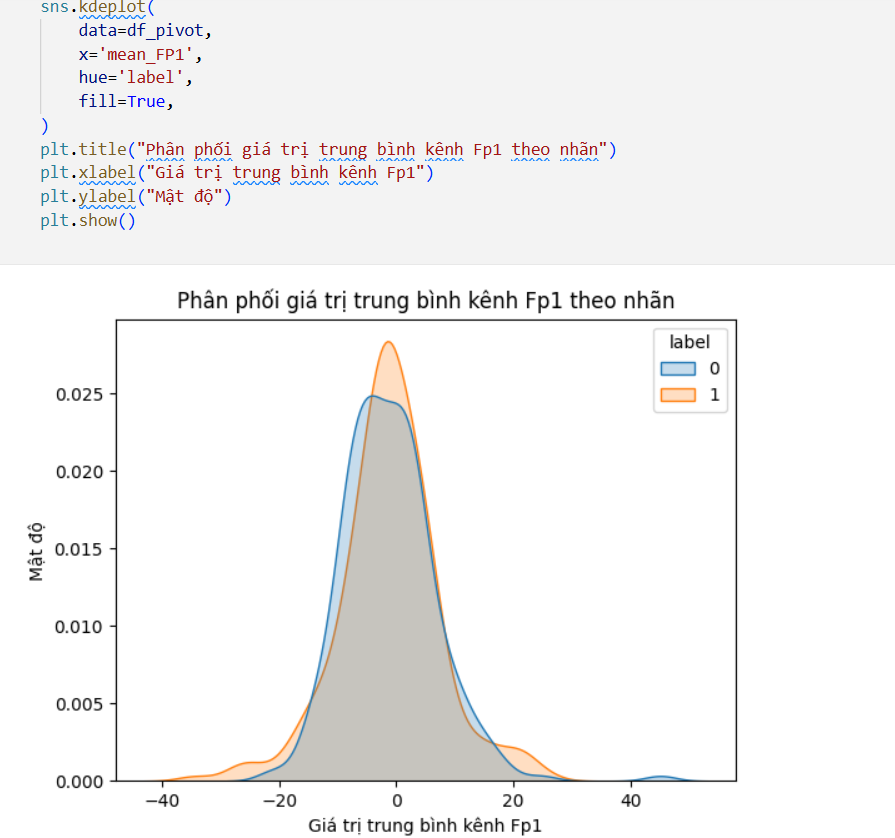 sns.kdeplot(
data=df_pivot,
x='mean_FP1',
hue='label',
fill=True,
)
plt.title("Phân phối giá trị trung bình kênh Fp1 theo nhãn")
plt.xlabel("Giá trị trung bình kênh Fp1")
plt.ylabel("Mật độ")
plt.show()
Phân phối giá trị trung bình kênh Fp1 theo nhãn
label
0
1
0.025
0.020
0.015
0.010
0.005
0.000
Mật độ
−40 −20 0 20 40
Giá trị trung bình kênh Fp1